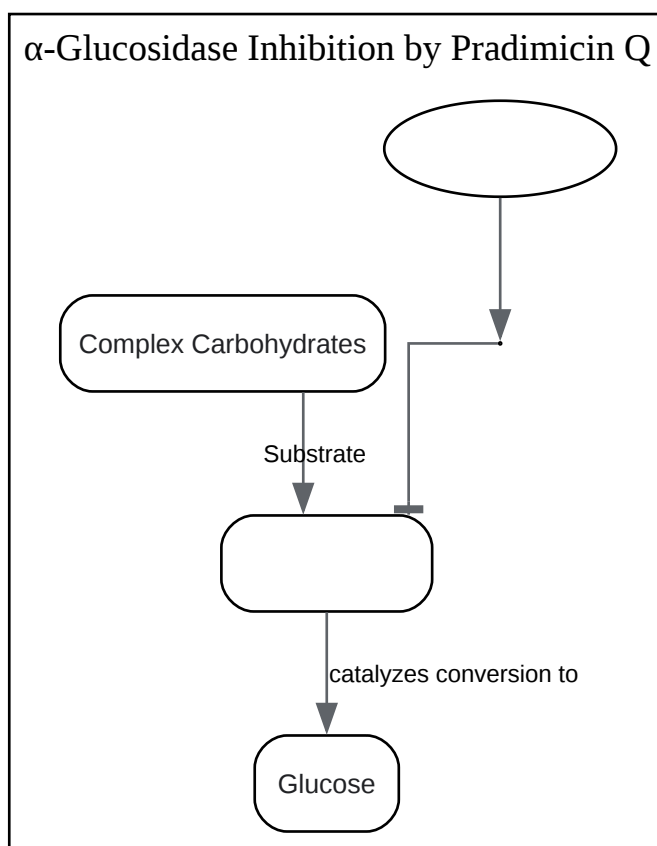 α-Glucosidase Inhibition by Pradimicin Q
Complex Carbohydrates
Substrate
catalyzes conversion to
Glucose